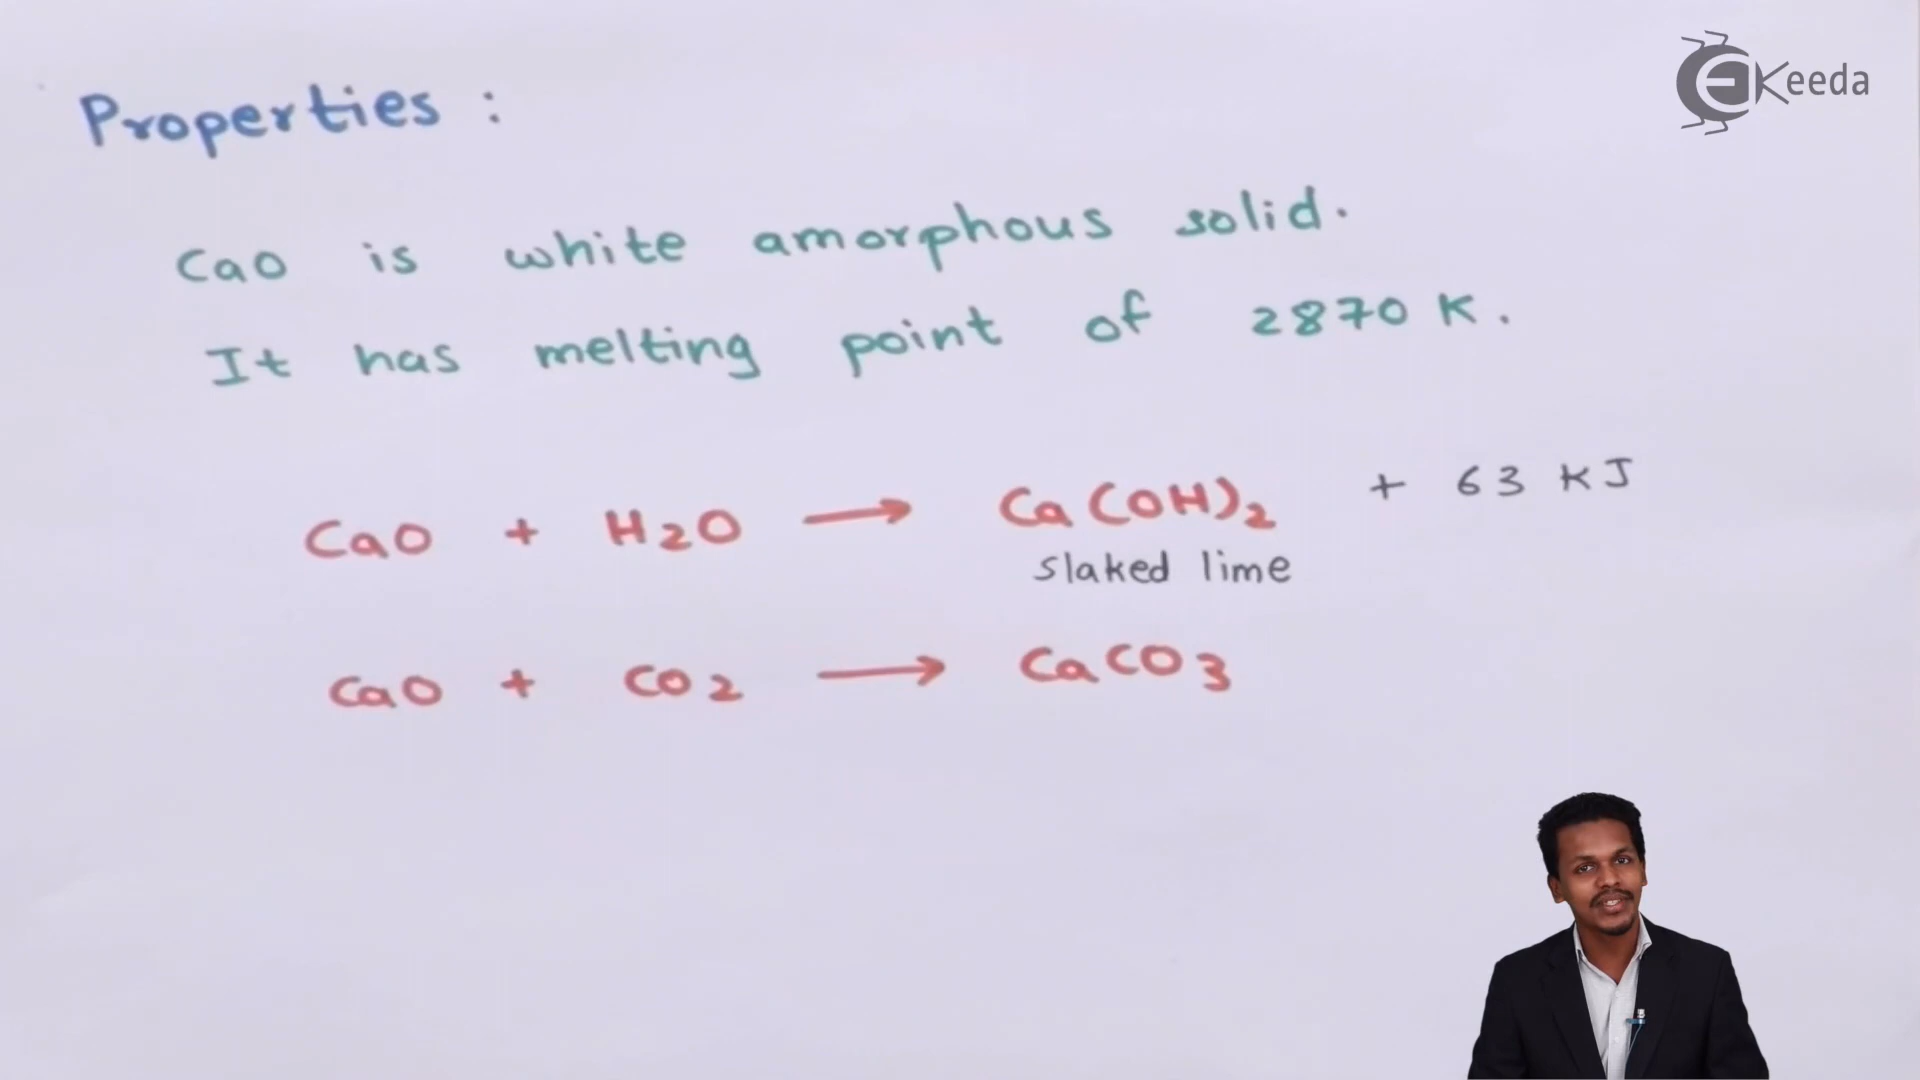 EKeeda
Properties :
CaO is white amorphous solid.
It has melting point of 2870 K.
CaO + H2O → Ca(OH)2 + 63 KJ
slaked lime
CaO + CO2 → CaCO3